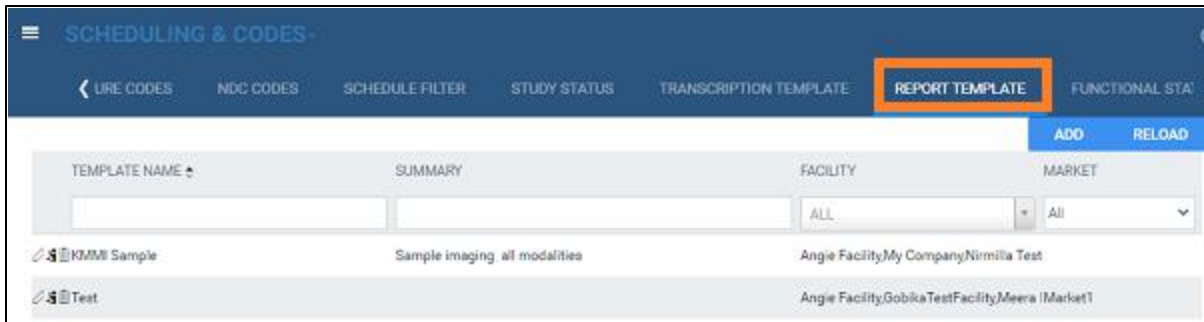 SCHEDULING & CODES-
URE CODES NDC CODES SCHEDULE FILTER STUDY STATUS TRANSCRIPTION TEMPLATE REPORT TEMPLATE FUNCTIONAL STA
ADD RELOAD
TEMPLATE NAME SUMMARY FACILITY MARKET
ALL All
KMMI Sample Sample imaging all modalities Angie Facility,My Company,Nirmilla Test
Test Angie Facility,GobikaTestFacility,Meera Market1